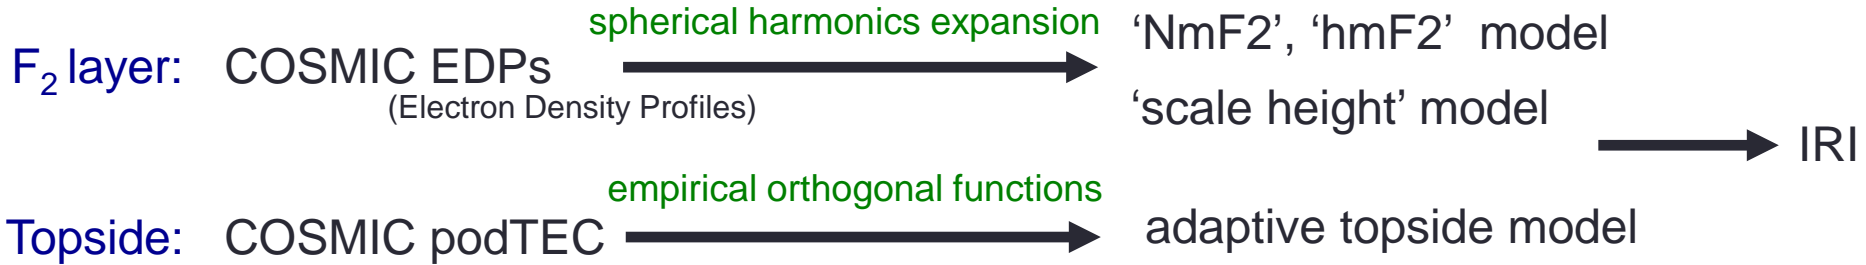 spherical harmonics expansion
F₂ layer: COSMIC EDPs
(Electron Density Profiles)
‘NmF2’, ‘hmF2’ model
‘scale height’ model
IRI
empirical orthogonal functions
Topside: COSMIC podTEC
adaptive topside model